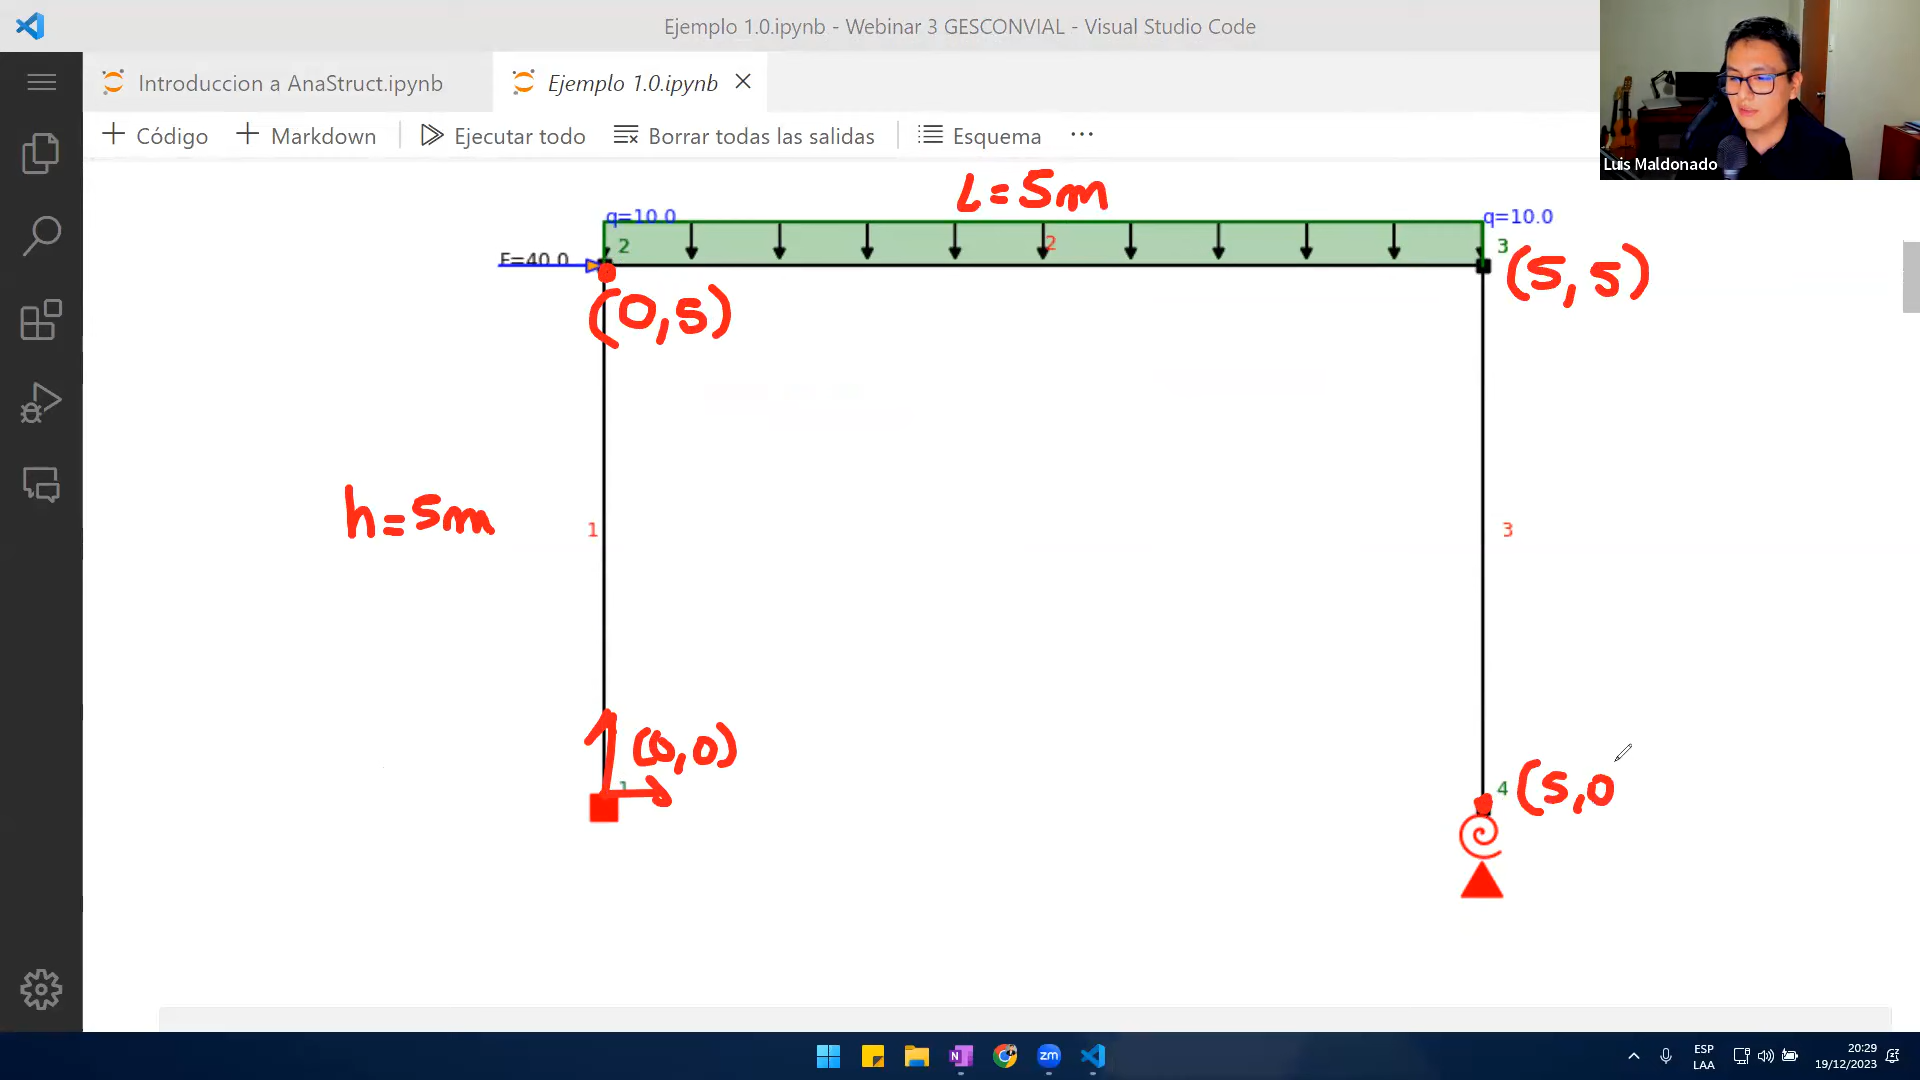 Ejemplo 1.0.ipynb - Webinar 3 GESCONVIAL - Visual Studio Code
Introduccion a AnaStruct.ipynb
Ejemplo 1.0.ipynb
Código
Markdown
Ejecutar todo
Borrar todas las salidas
Esquema
Luis Maldonado
L=5m
q=10.0
q=10.0
2
2
3
F=40.0
(5,5)
(0,5)
h=5m
1
3
(0,0)
1
4
(5,0
N
zm
ESP
LAA
20:29
19/12/2023